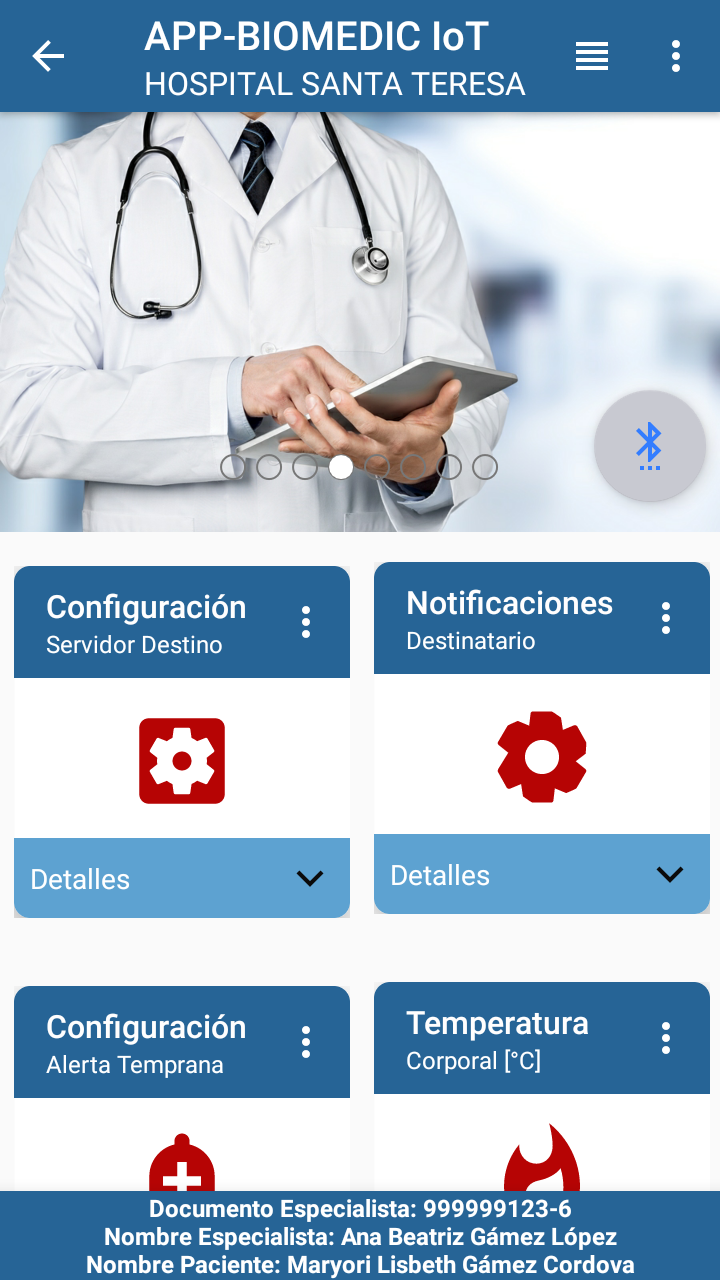 APP-BIOMEDIC IoT
HOSPITAL SANTA TERESA
Configuración
Servidor Destino
Detalles
Notificaciones
Destinatario
Detalles
Configuración
Alerta Temprana
Temperatura
Corporal [°C]
Documento Especialista: 999999123-6
Nombre Especialista: Ana Beatriz Gámez López
Nombre Paciente: Maryori Lisbeth Gámez Cordova